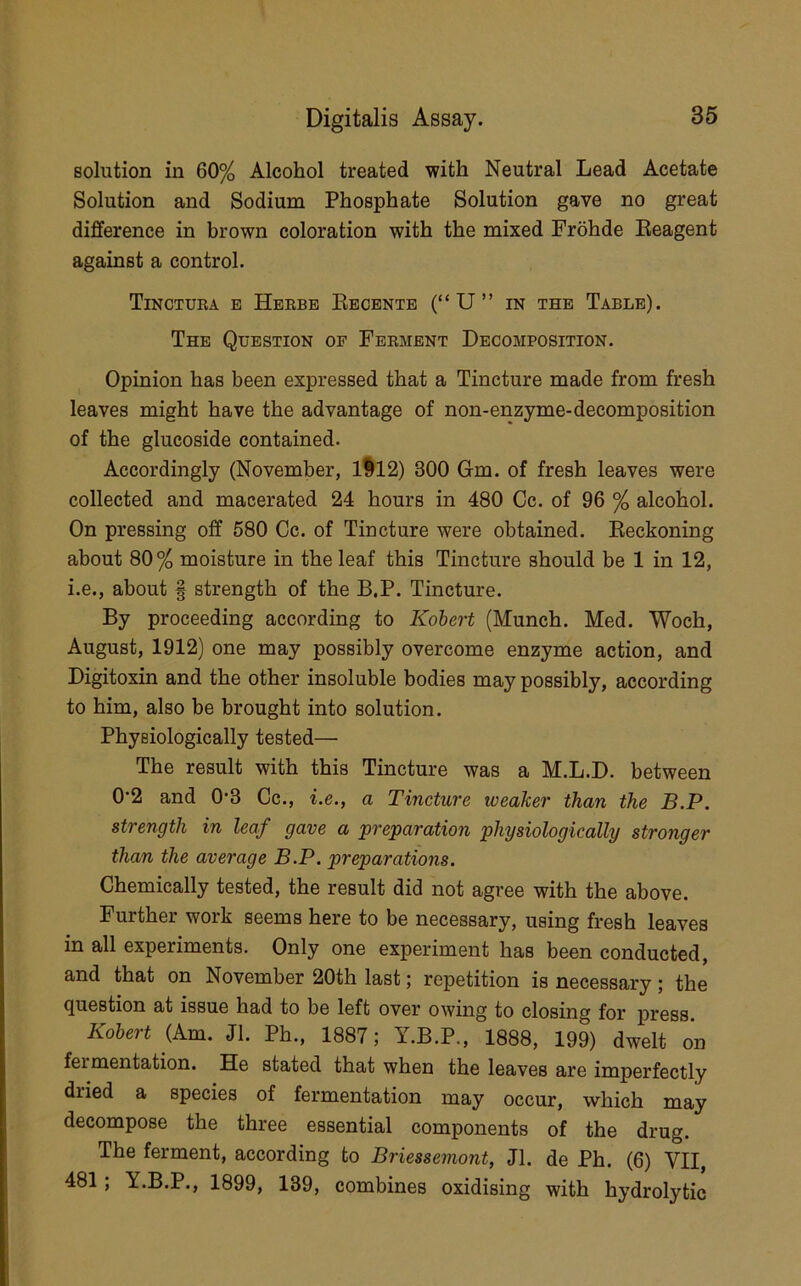 Digitalis Assay. 35
solution in 60% Alcohol treated with Neutral Lead Acetate
Solution and Sodium Phosphate Solution gave no great
difference in brown coloration with the mixed Fröhde Reagent
against a control.
Tinctura e Herbe Recente (“U” in the Table).
The Question of Ferment Decomposition.
Opinion has been expressed that a Tincture made from fresh
leaves might have the advantage of non-enzyme-decomposition
of the glucoside contained.
Accordingly (November, 1912) 300 Gm. of fresh leaves were
collected and macerated 24 hours in 480 Cc. of 96 % alcohol.
On pressing off 580 Cc. of Tincture were obtained. Reckoning
about 80% moisture in the leaf this Tincture should be 1 in 12,
i.e., about ⅔ strength of the B.P. Tincture.
By proceeding according to Kobert (Munch. Med. Woch,
August, 1912) one may possibly overcome enzyme action, and
Digitoxin and the other insoluble bodies may possibly, according
to him, also be brought into solution.
Physiologically tested—
The result with this Tincture was a M.L.D. between
0·2 and 0·3 Cc., i.e., a Tincture weaker than the B.P.
strength in leaf gave a preparation physiologically stronger
than the average B.P. preparations.
Chemically tested, the result did not agree with the above.
Further work seems here to be necessary, using fresh leaves
in all experiments. Only one experiment has been conducted,
and that on November 20th last; repetition is necessary; the
question at issue had to be left over owing to closing for press.
Kobert (Am. Jl. Ph., 1887; Y.B.P., 1888, 199) dwelt on
fermentation. He stated that when the leaves are imperfectly
dried a species of fermentation may occur, which may
decompose the three essential components of the drug.
The ferment, according to Briessemont, Jl. de Ph. (6) VII,
481; Y.B.P., 1899, 139, combines oxidising with hydrolytic